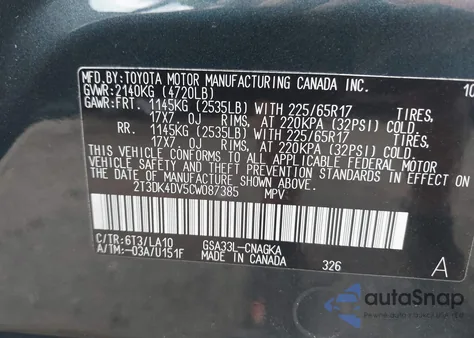 MFD.BY:TOYOTA MOTOR MANUFACTURING CANADA INC. 10
GVWR: 2140KG (4720LB)
GAWR: FRT. 1145KG (2535LB) WITH 225/65R17 TIRES,
17X7.0J RIMS, AT 220KPA (32PSI) COLD.
RR. 1145KG (2535LB) WITH 225/65R17 TIRES,
17X7.0J RIMS, AT 220KPA (32PSI) COLD.
THIS VEHICLE CONFORMS TO ALL APPLICABLE FEDERAL MOTOR
VEHICLE SAFETY AND THEFT PREVENTION STANDARDS IN EFFECT ON
THE DATE OF MANUFACTURE SHOWN ABOVE.
2T3DK4DV5CW087385 MPV
C/TR:6T3/LA10 GSA33L-CNAGKA
A/TM:-03A/U151F MADE IN CANADA 326 A
autoSnap